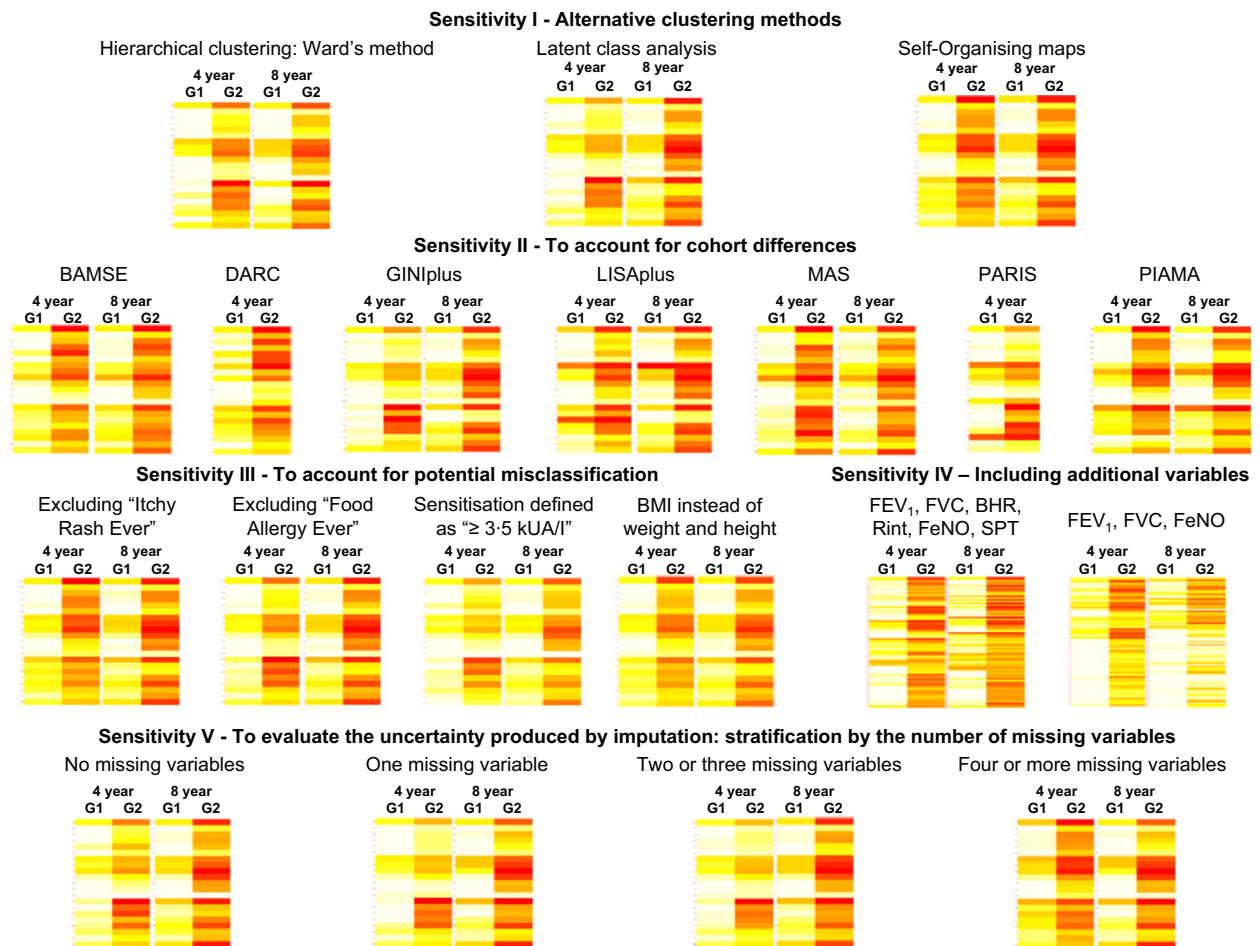 Sensitivity I - Alternative clustering methods
Hierarchical clustering: Ward's method
Latent class analysis
Self-Organising maps
4 year 8 year
G1 G2 G1 G2
4 year 8 year
G1 G2 G1 G2
4 year 8 year
G1 G2 G1 G2
Sensitivity II - To account for cohort differences
BAMSE
DARC
GINIplus
LISAplus
MAS
PARIS
PIAMA
4 year 8 year
G1 G2 G1 G2
4 year
G1 G2
4 year 8 year
G1 G2 G1 G2
4 year 8 year
G1 G2 G1 G2
4 year 8 year
G1 G2 G1 G2
4 year
G1 G2
4 year 8 year
G1 G2 G1 G2
Sensitivity III - To account for potential misclassification
Excluding “Itchy
Rash Ever”
4 year 8 year
G1 G2 G1 G2
Excluding “Food
Allergy Ever”
4 year 8 year
G1 G2 G1 G2
Sensitisation defined
as “≥ 3·5 kUA/l”
4 year 8 year
G1 G2 G1 G2
BMI instead of
weight and height
4 year 8 year
G1 G2 G1 G2
Sensitivity IV – Including additional variables
FEV₁, FVC, BHR,
Rint, FeNO, SPT
4 year 8 year
G1 G2 G1 G2
FEV₁, FVC, FeNO
4 year 8 year
G1 G2 G1 G2
Sensitivity V - To evaluate the uncertainty produced by imputation: stratification by the number of missing variables
No missing variables
One missing variable
Two or three missing variables
Four or more missing variables
4 year 8 year
G1 G2 G1 G2
4 year 8 year
G1 G2 G1 G2
4 year 8 year
G1 G2 G1 G2
4 year 8 year
G1 G2 G1 G2